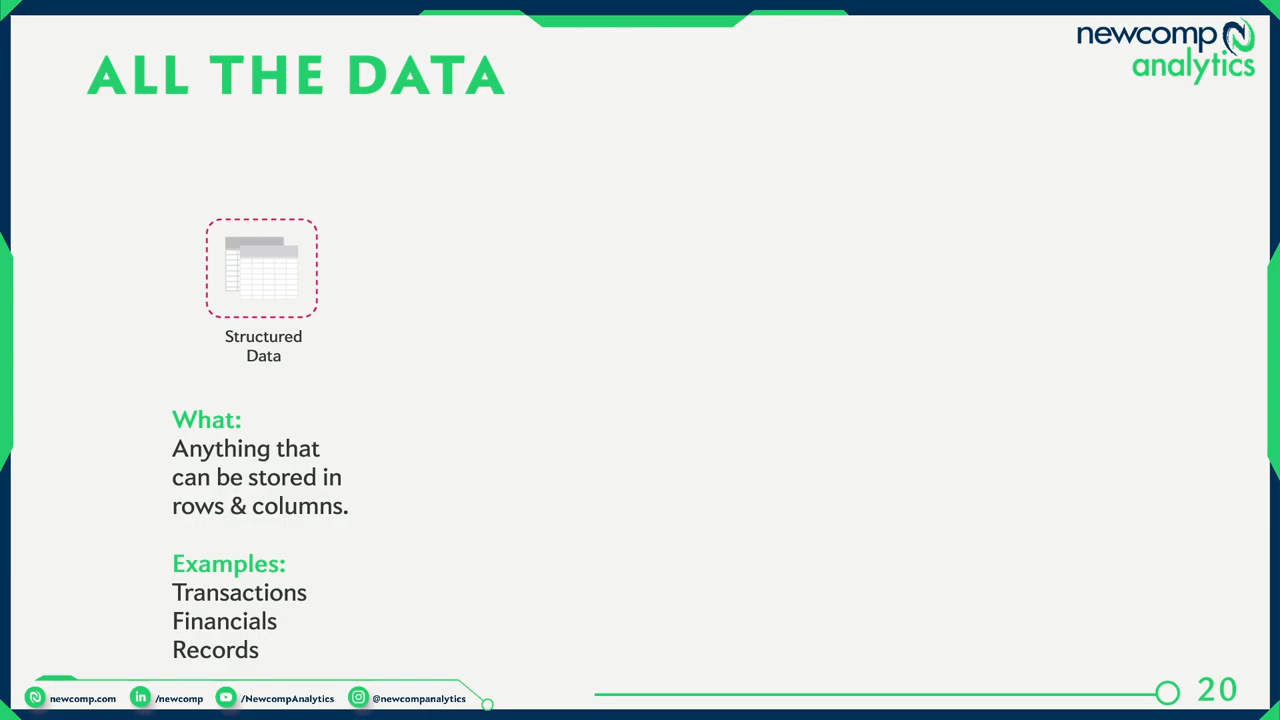 newcomp
analytics
ALL THE DATA
Structured
Data
What:
Anything that
can be stored in
rows & columns.
Examples:
Transactions
Financials
Records
newcomp.com /newcomp /NewcompAnalytics @newcompanalytics
20